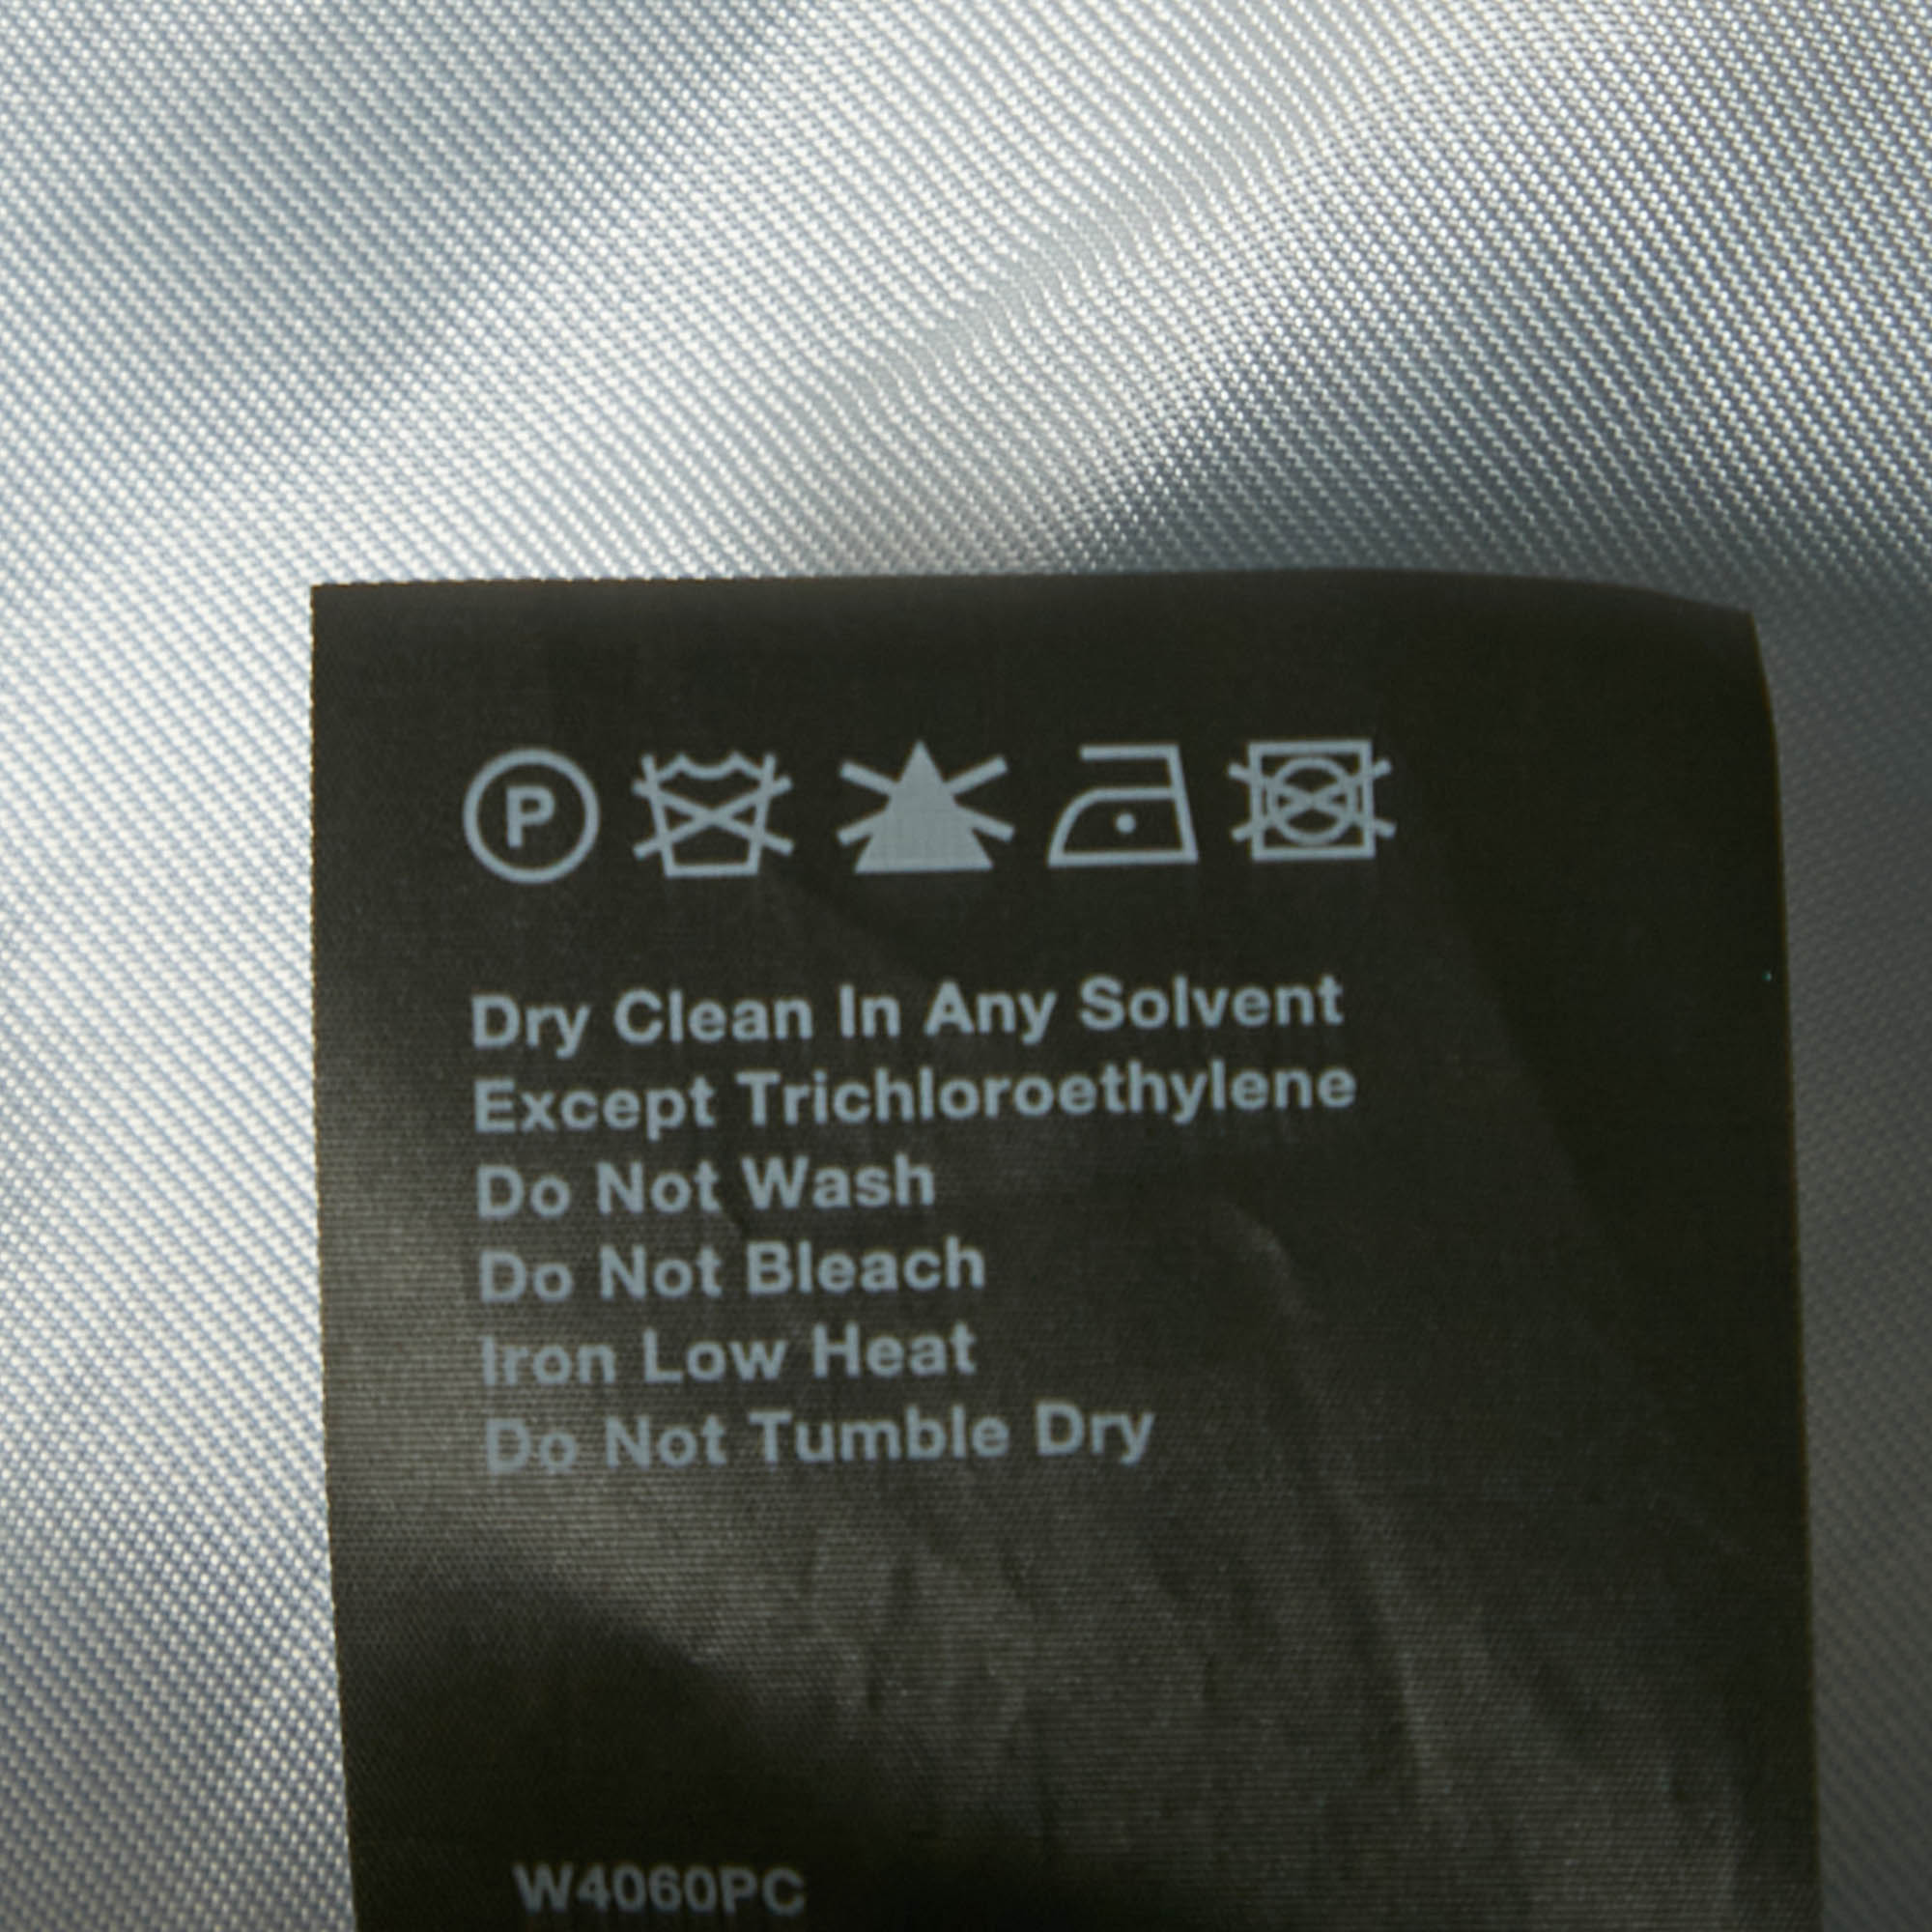 P
Dry Clean In Any Solvent
Except Trichloroethylene
Do Not Wash
Do Not Bleach
Iron Low Heat
Do Not Tumble Dry
W4060PC